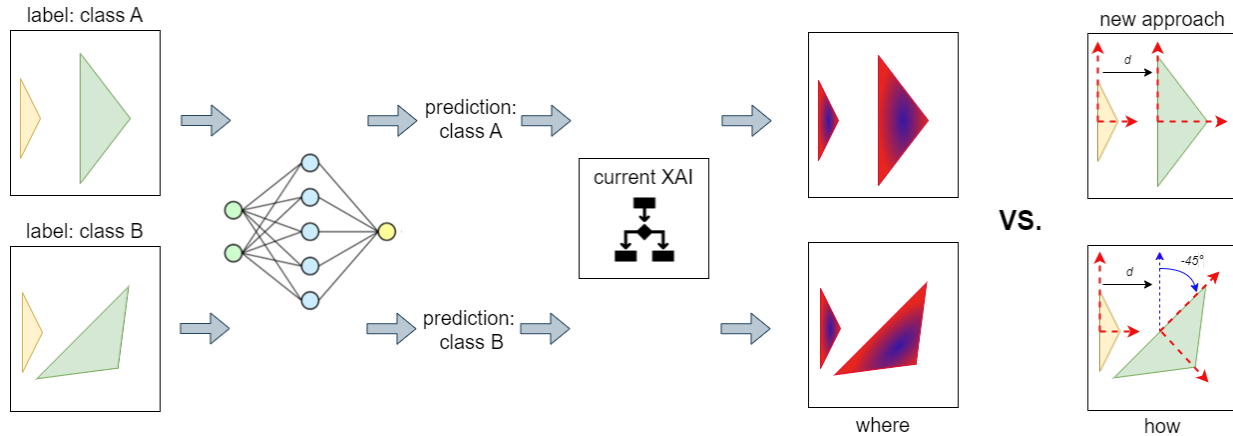 label: class A
new approach
d
prediction:
class A
current XAI
VS.
label: class B
-45°
d
prediction:
class B
where
how